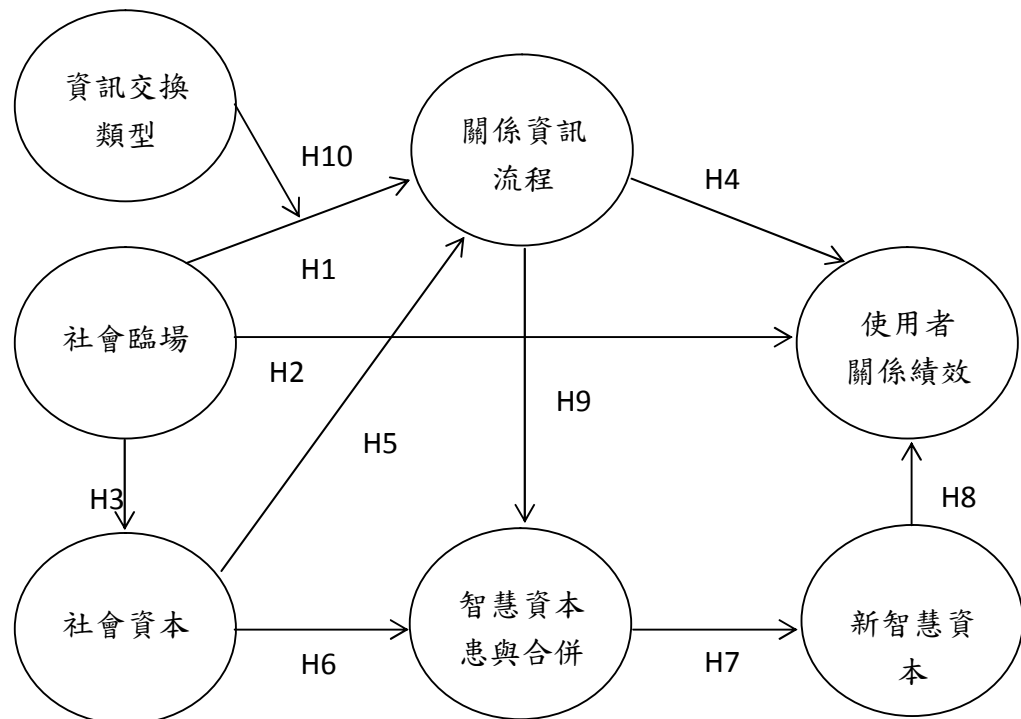 資訊交換
類型
關係資訊
流程
H10
H4
H1
社會臨場
使用者
關係績效
H2
H9
H5
H3
H8
社會資本
智慧資本
患與合併
新智慧資
本
H6
H7